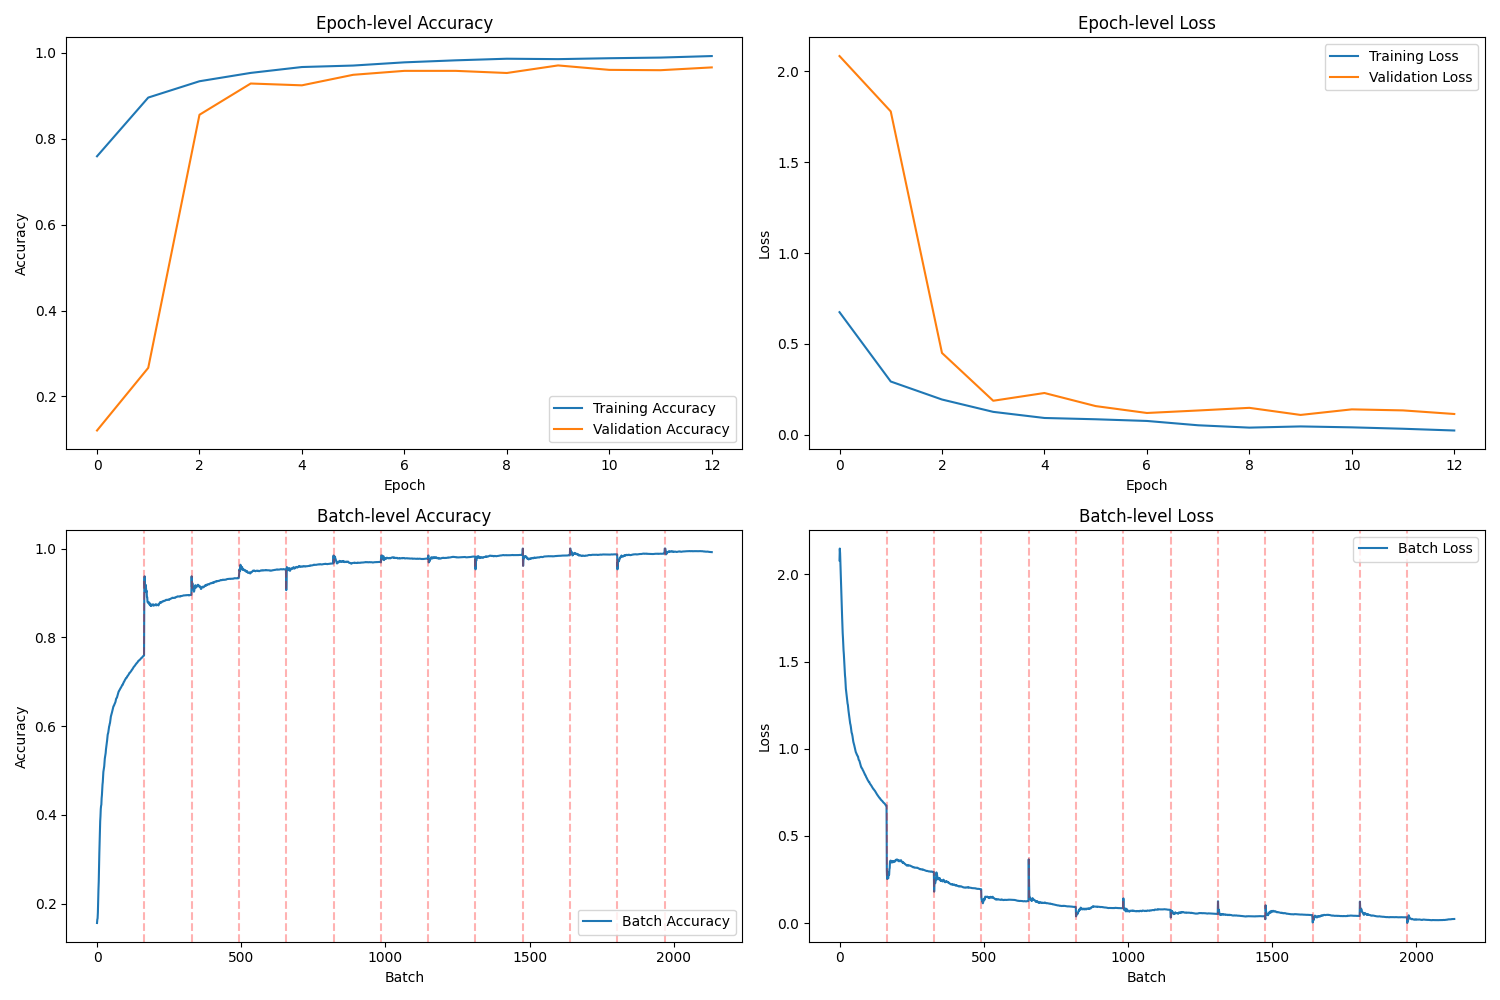 Epoch-level Accuracy
Accuracy
1.0
0.8
0.6
0.4
0.2
0 2 4 6 8 10 12
Epoch
Training Accuracy
Validation Accuracy
Epoch-level Loss
Loss
2.0
1.5
1.0
0.5
0.0
0 2 4 6 8 10 12
Epoch
Training Loss
Validation Loss
Batch-level Accuracy
Accuracy
1.0
0.8
0.6
0.4
0.2
0 500 1000 1500 2000
Batch
Batch Accuracy
Batch-level Loss
Loss
2.0
1.5
1.0
0.5
0.0
0 500 1000 1500 2000
Batch
Batch Loss